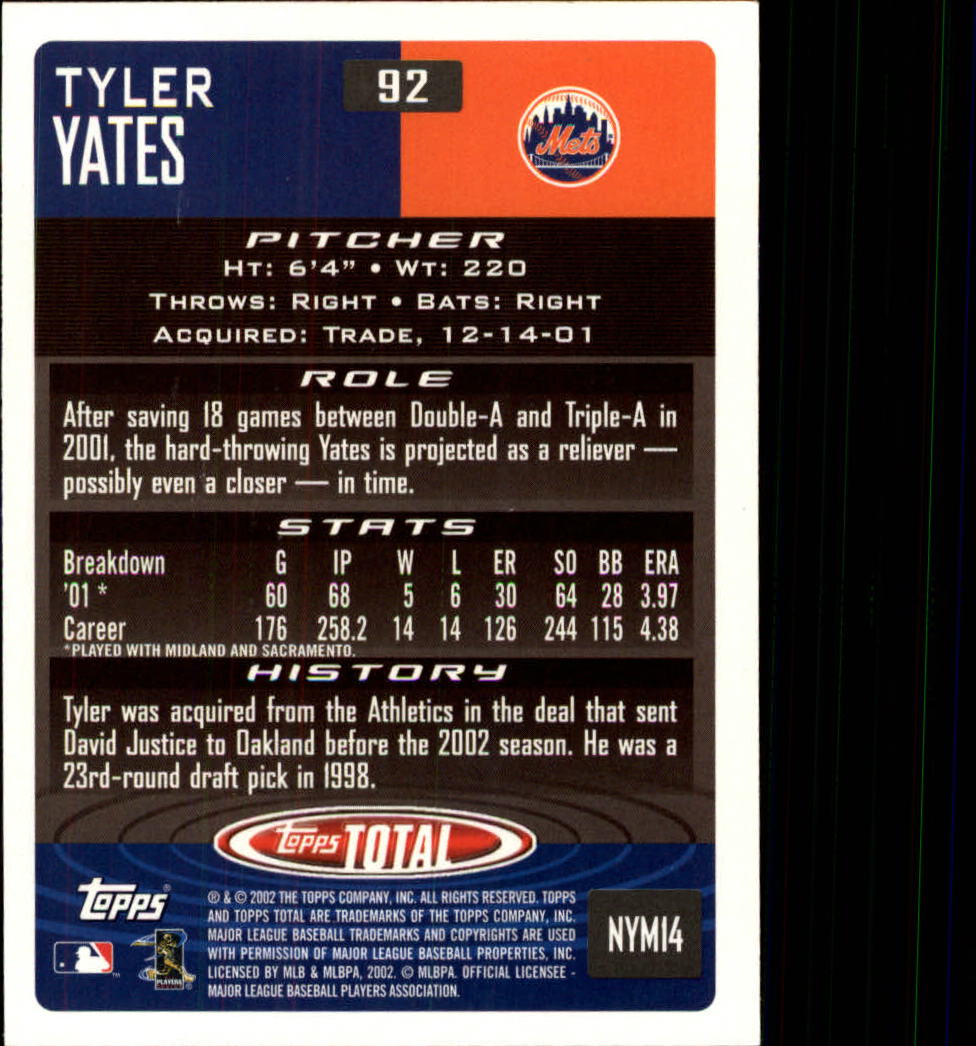 TYLER
YATES
92
Mets
PITCHER
HT: 6'4" • WT: 220
THROWS: RIGHT • BATS: RIGHT
ACQUIRED: TRADE, 12-14-01
ROLE
After saving 18 games between Double-A and Triple-A in
2001, the hard-throwing Yates is projected as a reliever —
possibly even a closer — in time.
STATS
Breakdown G IP W L ER SO BB ERA
'01 * 60 68 5 6 30 64 28 3.97
Career 176 258.2 14 14 126 244 115 4.38
*PLAYED WITH MIDLAND AND SACRAMENTO.
HISTORY
Tyler was acquired from the Athletics in the deal that sent
David Justice to Oakland before the 2002 season. He was a
23rd-round draft pick in 1998.
topps TOTAL
topps®
® & © 2002 THE TOPPS COMPANY, INC. ALL RIGHTS RESERVED. TOPPS
AND TOPPS TOTAL ARE TRADEMARKS OF THE TOPPS COMPANY, INC.
MAJOR LEAGUE BASEBALL TRADEMARKS AND COPYRIGHTS ARE USED
WITH PERMISSION OF MAJOR LEAGUE BASEBALL PROPERTIES, INC.
LICENSED BY MLB & MLBPA, 2002. © MLBPA. OFFICIAL LICENSEE -
MAJOR LEAGUE BASEBALL PLAYERS ASSOCIATION.
PLAYERS
NYM14